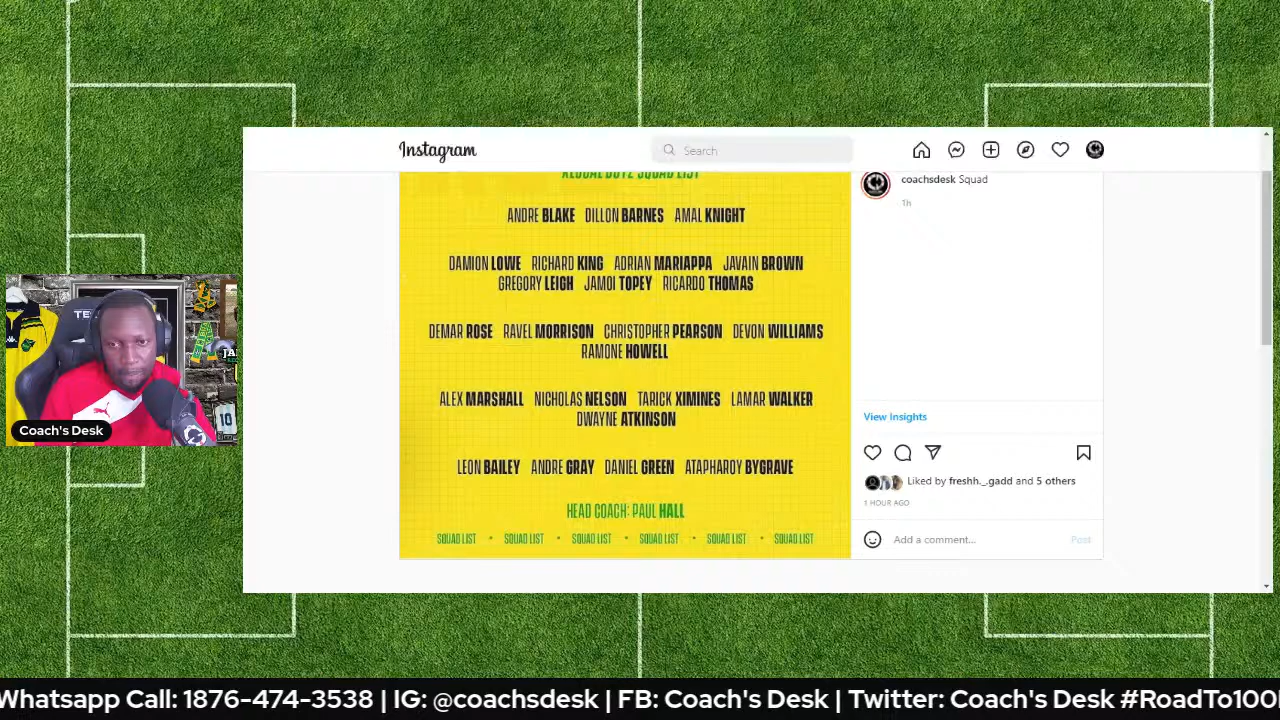 Instagram
Search
REGGAE BOYZ SQUAD LIST
ANDRE BLAKE DILLON BARNES AMAL KNIGHT
DAMION LOWE RICHARD KING ADRIAN MARIAPPA JAVAIN BROWN
GREGORY LEIGH JAMOI TOPEY RICARDO THOMAS
DEMAR ROSE RAVEL MORRISON CHRISTOPHER PEARSON DEVON WILLIAMS
RAMONE HOWELL
ALEX MARSHALL NICHOLAS NELSON TARICK XIMINES LAMAR WALKER
DWAYNE ATKINSON
LEON BAILEY ANDRE GRAY DANIEL GREEN ATAPHAROY BYGRAVE
HEAD COACH: PAUL HALL
SQUAD LIST • SQUAD LIST • SQUAD LIST • SQUAD LIST • SQUAD LIST • SQUAD LIST
coachsdesk Squad
1h
View Insights
Liked by freshh._.gadd and 5 others
1 HOUR AGO
Add a comment...
Post
Coach's Desk
10
Whatsapp Call: 1876-474-3538 | IG: @coachsdesk | FB: Coach's Desk | Twitter: Coach's Desk #RoadTo100